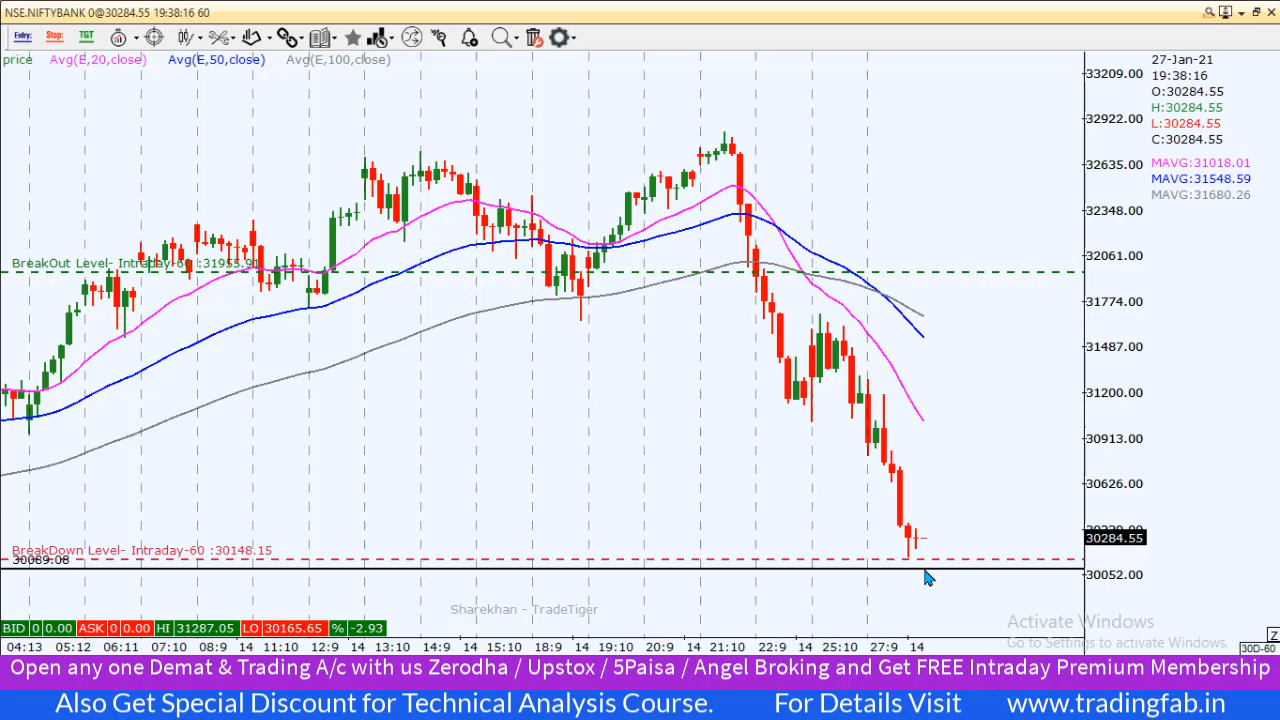 NSE.NIFTYBANK 0@30284.55 19:38:16 60
Entry: Stop: TGT
price Avg(E,20,close) Avg(E,50,close) Avg(E,100,close)
27-Jan-21
19:38:16
O:30284.55
H:30284.55
L:30284.55
C:30284.55
MAVG:31018.01
MAVG:31548.59
MAVG:31680.26
33209.00
32922.00
32635.00
32348.00
32061.00
31774.00
31487.00
31200.00
30913.00
30626.00
30284.55
30052.00
BreakOut Level- Intraday-60 :31955.91
BreakDown Level- Intraday-60 :30148.15
30089.08
Sharekhan - TradeTiger
Activate Windows
Go to Settings to activate Windows.
BID 0 0.00 ASK 0 0.00 HI 31287.05 LO 30165.65 % -2.93
Z
04:13 05:12 06:11 07:10 08:9 14 11:10 12:9 14 13:10 14:9 14 15:10 18:9 14 19:10 20:9 14 21:10 22:9 14 25:10 27:9 14 30D-60
Open any one Demat & Trading A/c with us Zerodha / Upstox / 5Paisa / Angel Broking and Get FREE Intraday Premium Membership
Also Get Special Discount for Technical Analysis Course. For Details Visit www.tradingfab.in